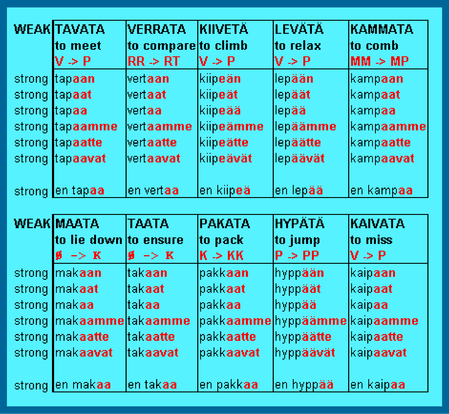 WEAK TAVATA VERRATA KIIVETÄ LEVÄTÄ KAMMATA
to meet to compare to climb to relax to comb
V -> P RR -> RT V -> P V -> P MM -> MP
strong tapaan vertaan kiipeän lepään kampaan
strong tapaat vertaat kiipeät lepäät kampaat
strong tapaa vertaa kiipeää lepää kampaa
strong tapaamme vertaamme kiipeämme lepäämme kampaamme
strong tapaatte vertaatte kiipeätte lepäätte kampaatte
strong tapaavat vertaavat kiipeävät lepäävät kampaavat
strong en tapaa en vertaa en kiipeä en lepää en kampaa
WEAK MAATA TAATA PAKATA HYPÄTÄ KAIVATA
to lie down to ensure to pack to jump to miss
Ø -> K Ø -> K K -> KK P -> PP V -> P
strong makaan takaan pakkaan hyppään kaipaan
strong makaat takaat pakkaat hyppäät kaipaat
strong makaa takaa pakkaa hyppää kaipaa
strong makaamme takaamme pakkaamme hyppäämme kaipaamme
strong makaatte takaatte pakkaatte hyppäätte kaipaatte
strong makaavat takaavat pakkaavat hyppäävät kaipaavat
strong en makaa en takaa en pakkaa en hyppää en kaipaa